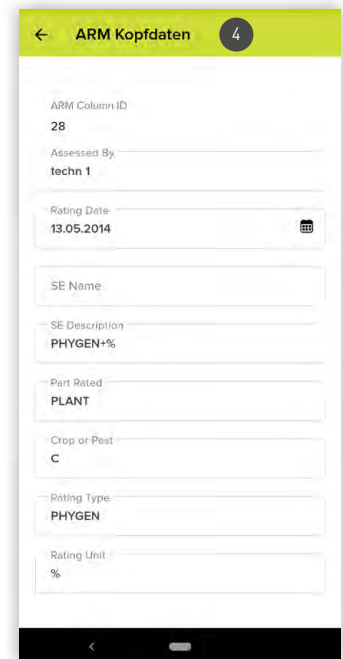 ARM Kopfdaten 4
ARM Column ID
28
Assessed By
techn 1
Rating Date
13.05.2014
SE Name
SE Description
PHYGEN+%
Part Rated
PLANT
Crop or Pest
C
Rating Type
PHYGEN
Rating Unit
%